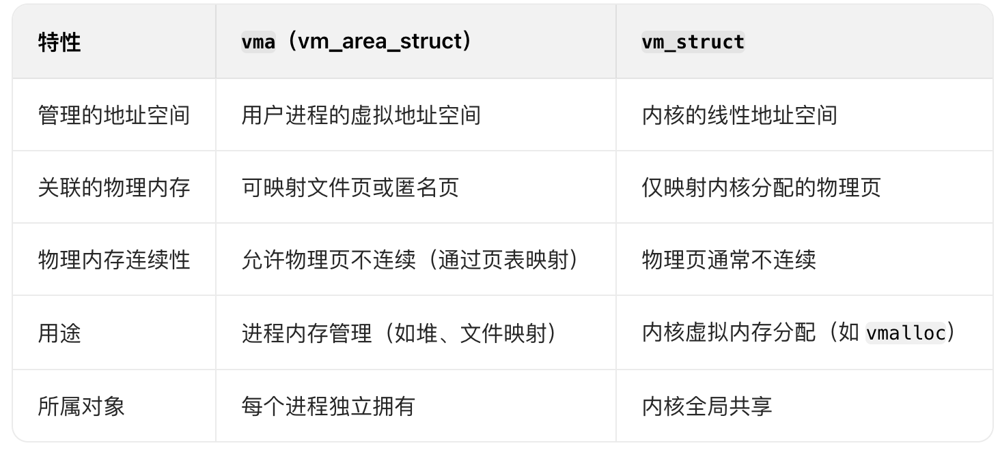 特性 vma（vm_area_struct） vm_struct
管理的地址空间 用户进程的虚拟地址空间 内核的线性地址空间
关联的物理内存 可映射文件页或匿名页 仅映射内核分配的物理页
物理内存连续性 允许物理页不连续（通过页表映射） 物理页通常不连续
用途 进程内存管理（如堆、文件映射） 内核虚拟内存分配（如 vmalloc）
所属对象 每个进程独立拥有 内核全局共享